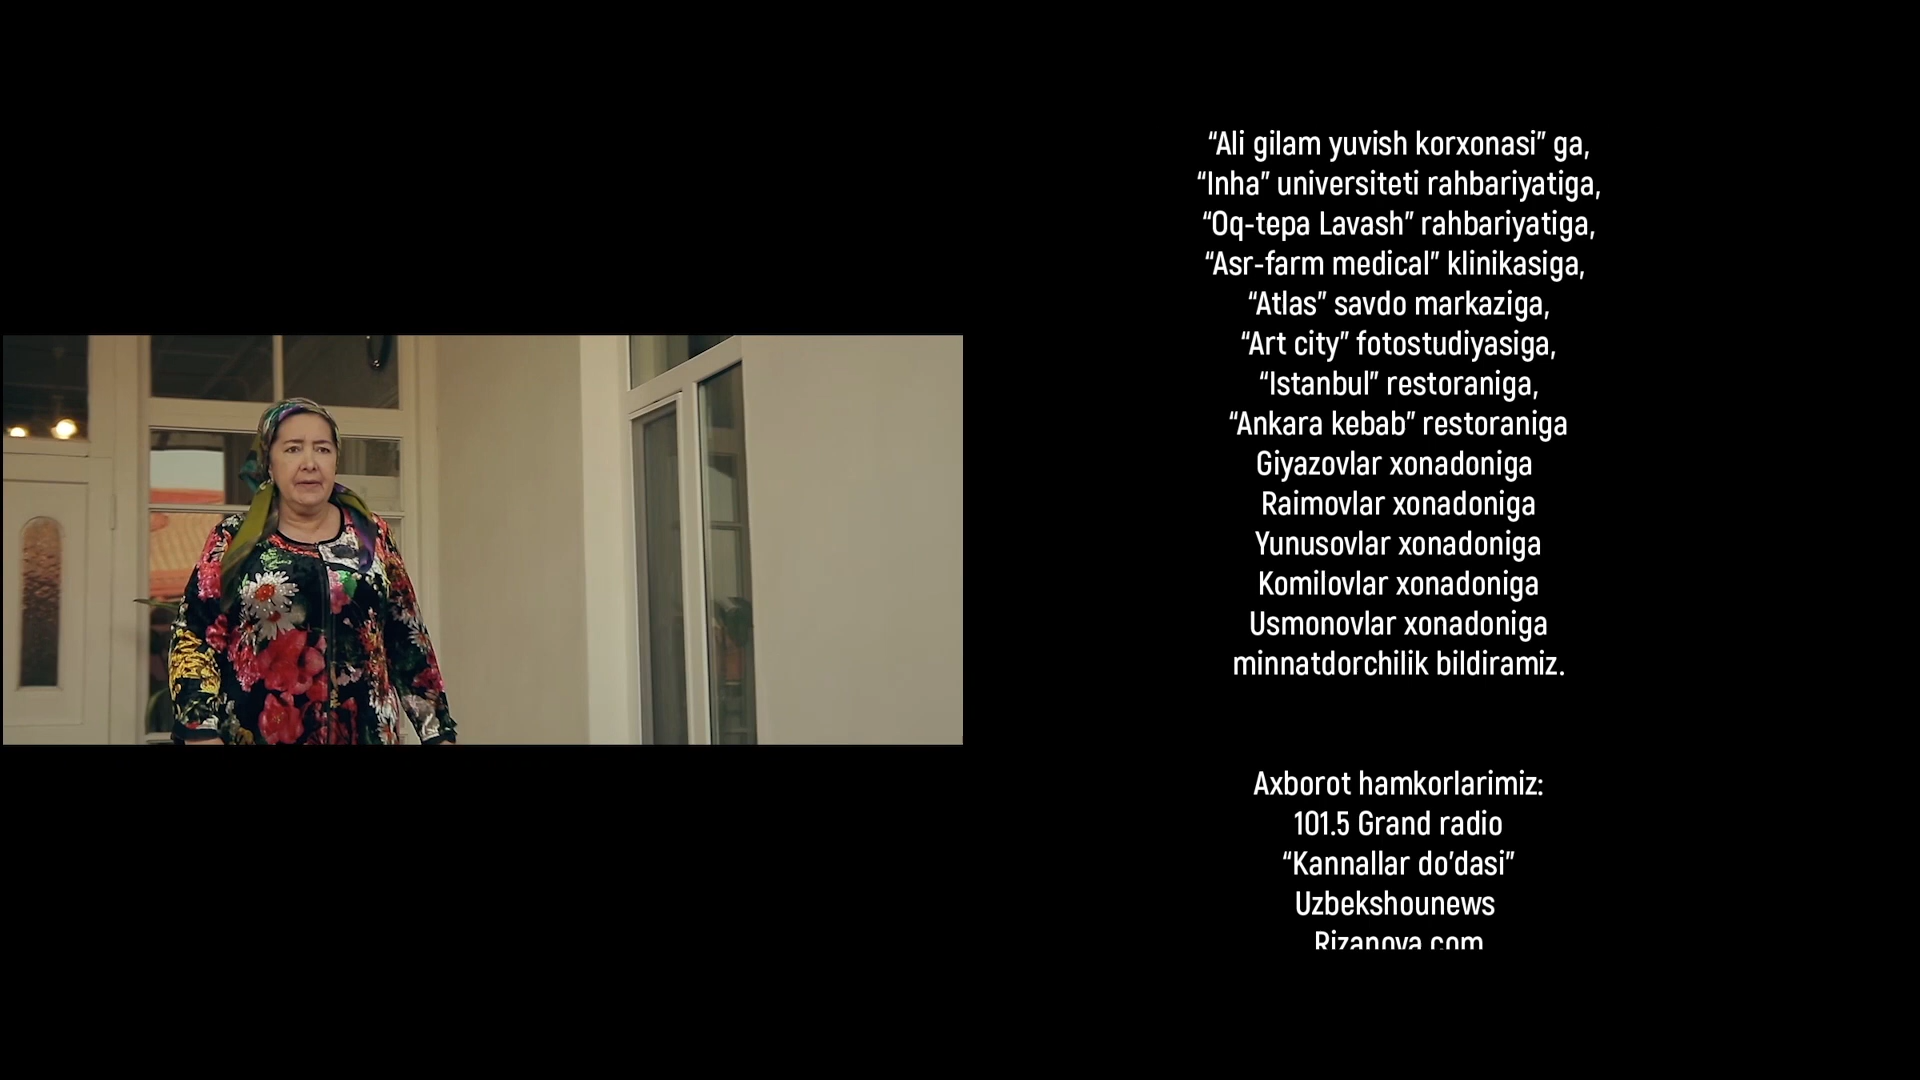 “Ali gilam yuvish korxonasi” ga,
“Inha” universiteti rahbariyatiga,
“Oq-tepa Lavash” rahbariyatiga,
“Asr-farm medical” klinikasiga,
“Atlas” savdo markaziga,
“Art city” fotostudiyasiga,
“Istanbul” restoraniga,
“Ankara kebab” restoraniga
Giyazovlar xonadoniga
Raimovlar xonadoniga
Yunusovlar xonadoniga
Komilovlar xonadoniga
Usmonovlar xonadoniga
minnatdorchilik bildiramiz.
Axborot hamkorlarimiz:
101.5 Grand radio
“Kannallar do’dasi”
Uzbekshounews
Rizanova.com